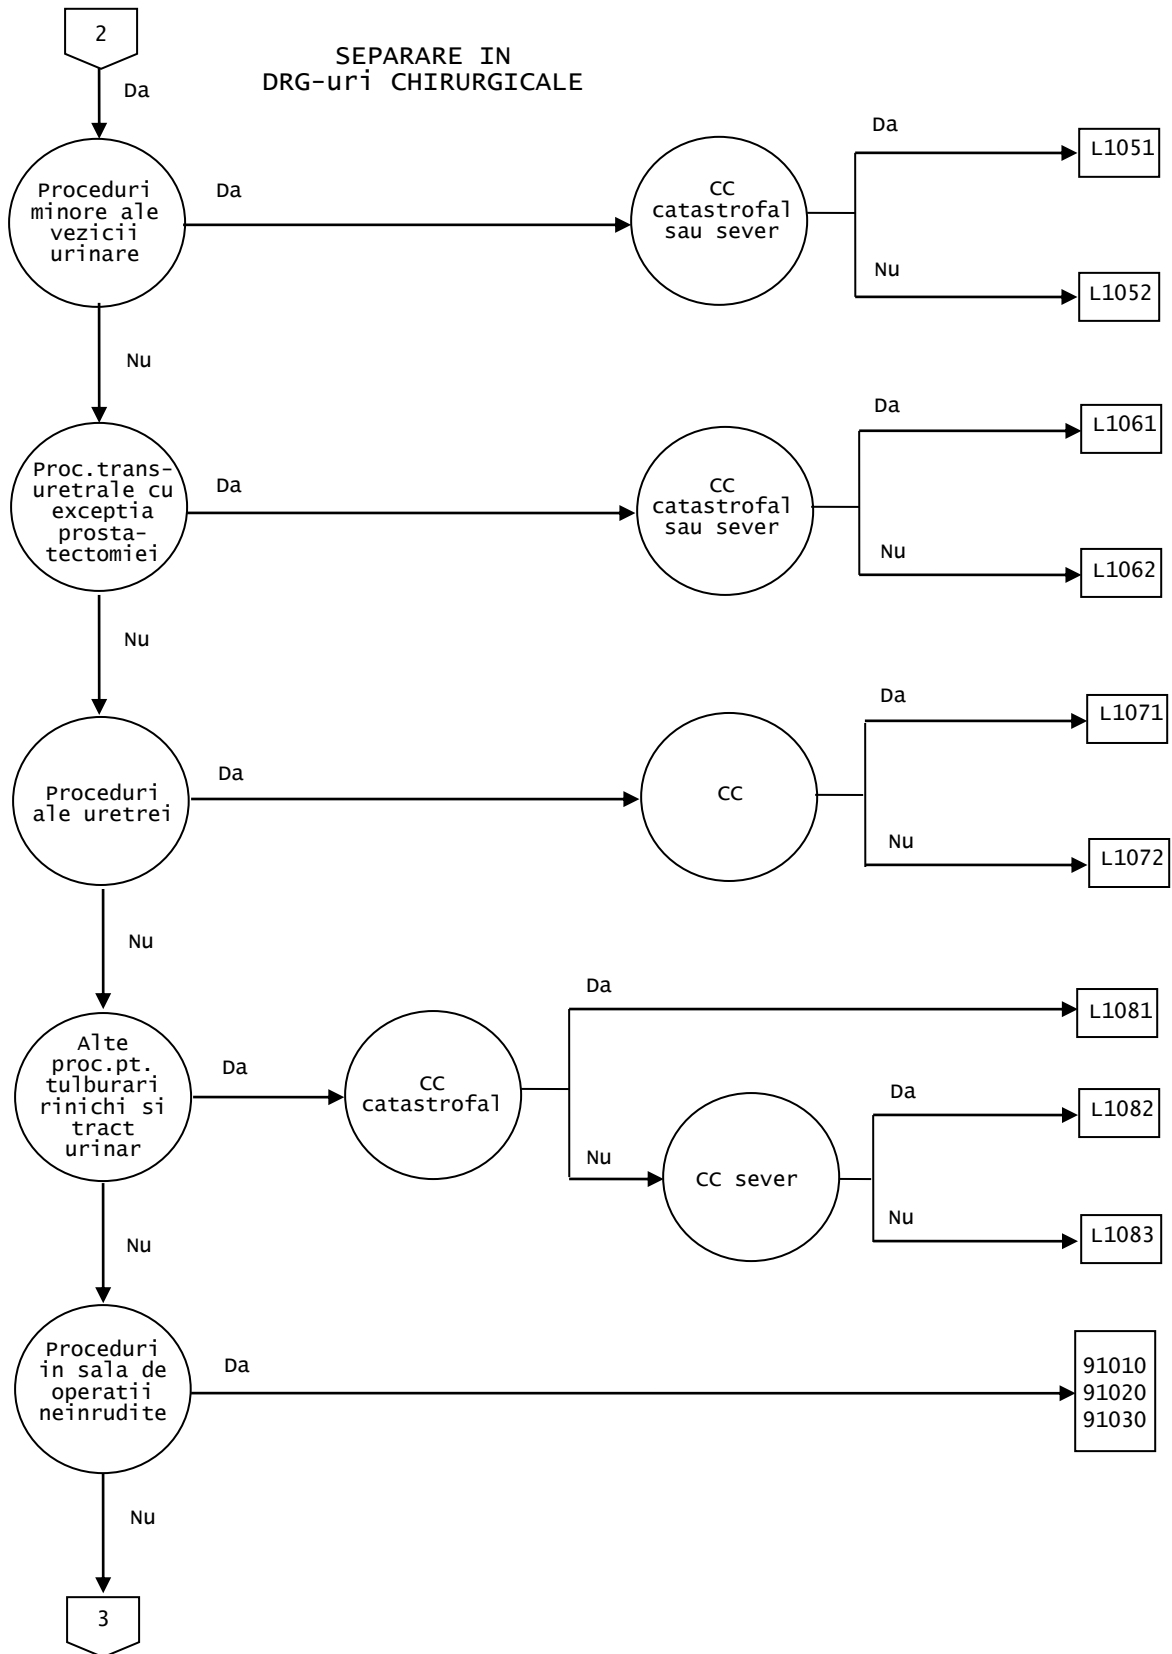 2
SEPARARE IN
DRG-uri CHIRURGICALE
Da
Proceduri
minore ale
vezicii
urinare
Da
CC
catastrofal
sau sever
Da
L1051
Nu
L1052
Nu
Proc.trans-
uretrale cu
exceptia
prosta-
tectomiei
Da
CC
catastrofal
sau sever
Da
L1061
Nu
L1062
Nu
Proceduri
ale uretrei
Da
CC
Da
L1071
Nu
L1072
Nu
Alte
proc.pt.
tulburari
rinichi si
tract
urinar
Da
CC
catastrofal
Da
L1081
Nu
CC sever
Da
L1082
Nu
L1083
Nu
Proceduri
in sala de
operatii
neinrudite
Da
91010
91020
91030
Nu
3